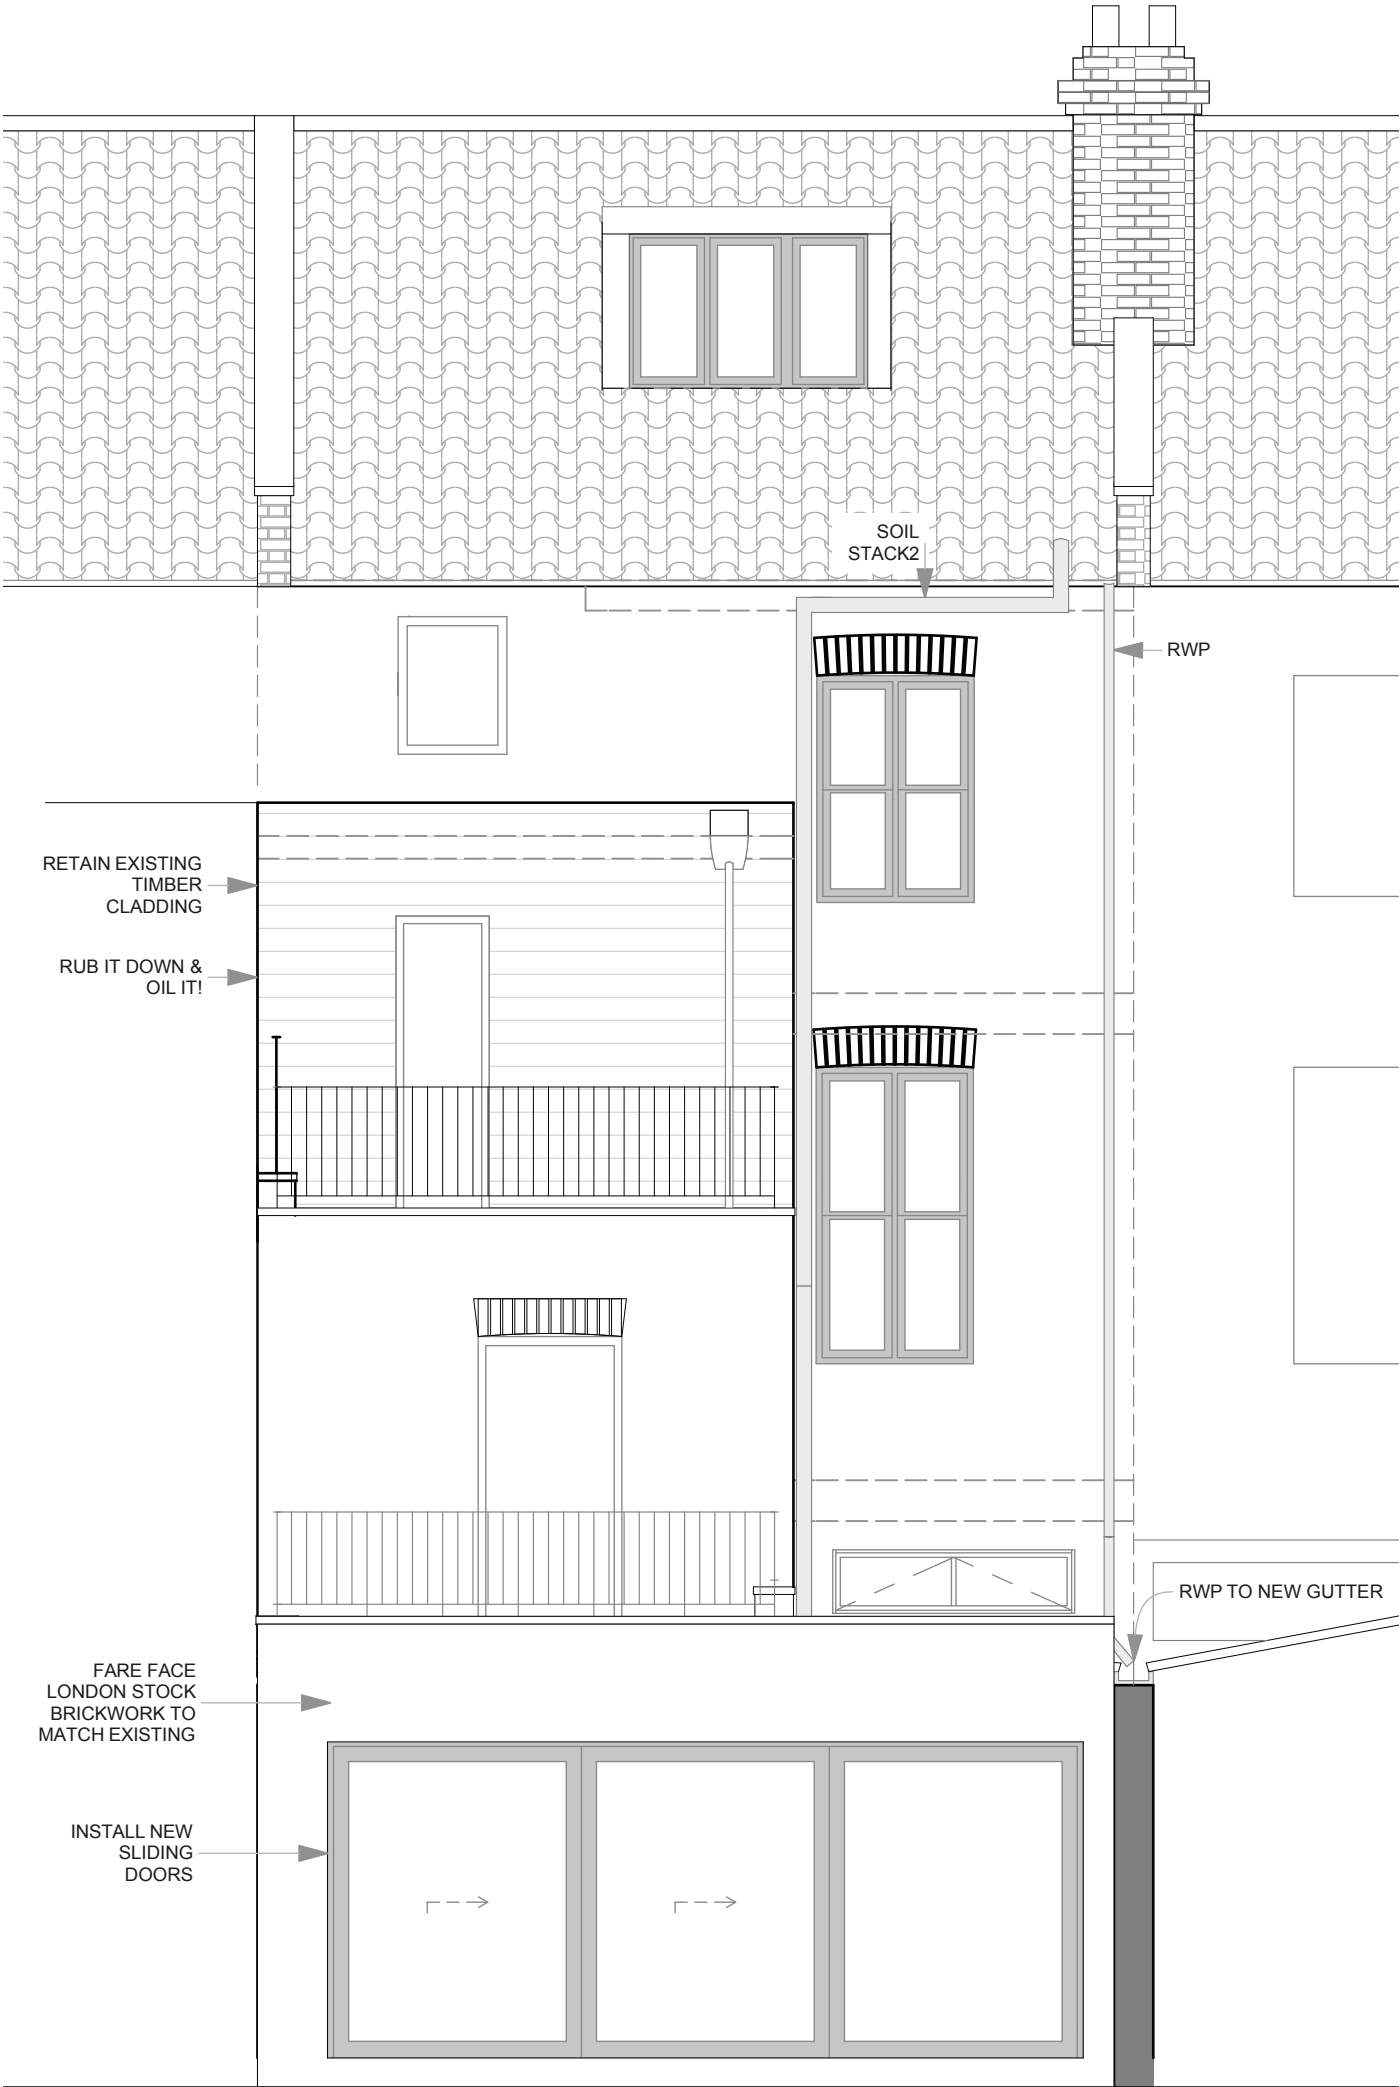 SOIL
STACK2
RWP
RETAIN EXISTING
TIMBER
CLADDING
RUB IT DOWN &
OIL IT!
RWP TO NEW GUTTER
FARE FACE
LONDON STOCK
BRICKWORK TO
MATCH EXISTING
INSTALL NEW
SLIDING
DOORS